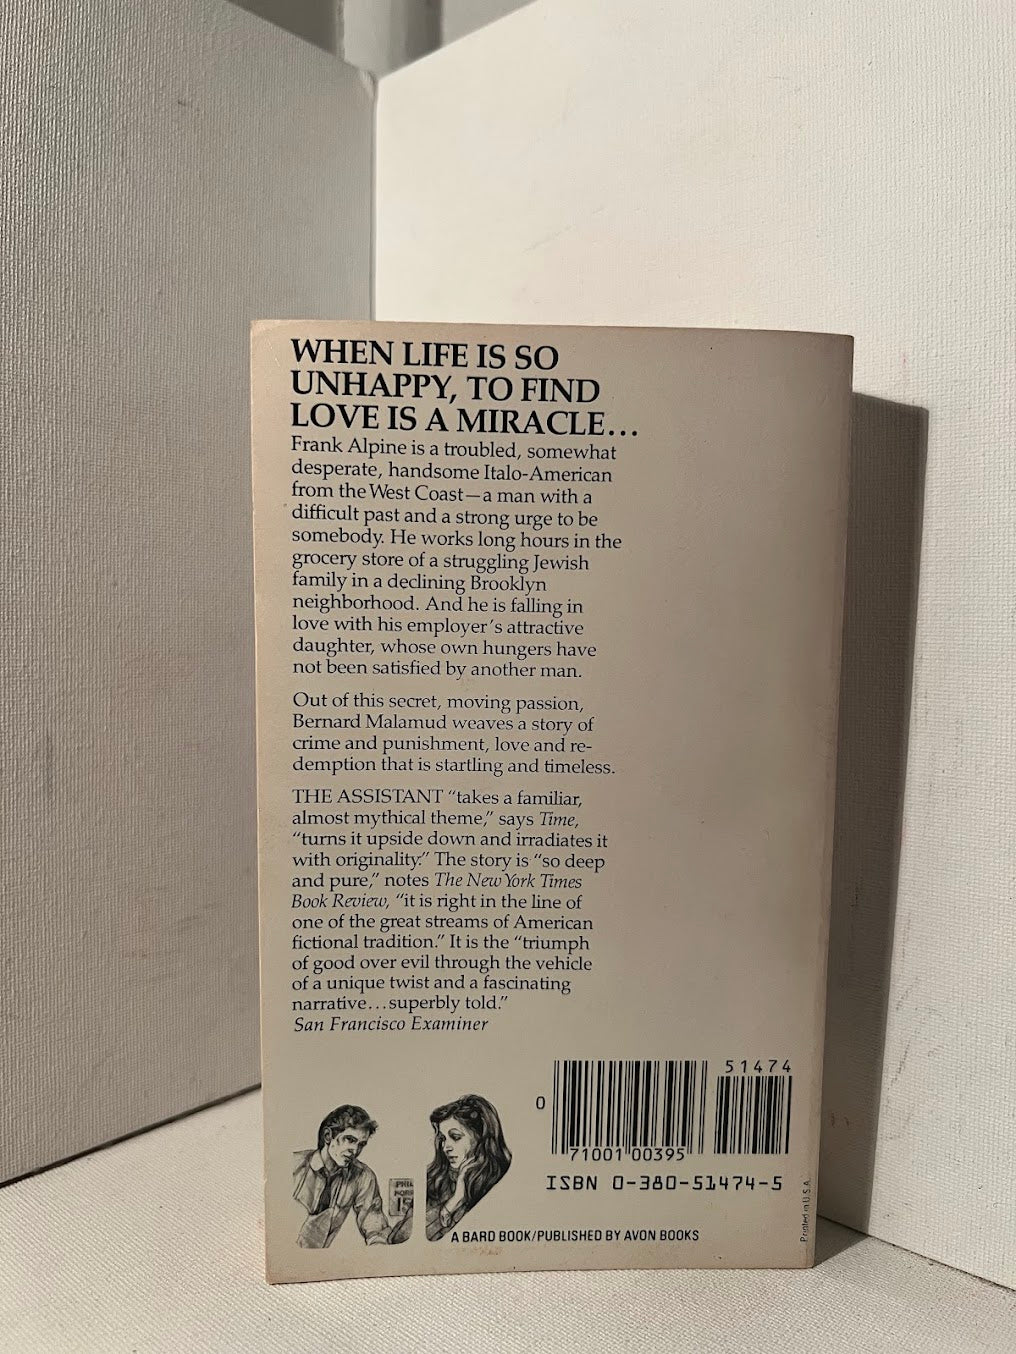 WHEN LIFE IS SO
UNHAPPY, TO FIND
LOVE IS A MIRACLE...
Frank Alpine is a troubled, somewhat
desperate, handsome Italo-American
from the West Coast—a man with a
difficult past and a strong urge to be
somebody. He works long hours in the
grocery store of a struggling Jewish
family in a declining Brooklyn
neighborhood. And he is falling in
love with his employer's attractive
daughter, whose own hungers have
not been satisfied by another man.
Out of this secret, moving passion,
Bernard Malamud weaves a story of
crime and punishment, love and re-
demption that is startling and timeless.
THE ASSISTANT “takes a familiar,
almost mythical theme,” says Time,
“turns it upside down and irradiates it
with originality.” The story is “so deep
and pure,” notes The New York Times
Book Review, “it is right in the line of
one of the great streams of American
fictional tradition.” It is the “triumph
of good over evil through the vehicle
of a unique twist and a fascinating
narrative...superbly told.”
San Francisco Examiner
51474
0
71001 00395
ISBN 0-380-51474-5
15
A BARD BOOK/PUBLISHED BY AVON BOOKS
Printed in U.S.A.